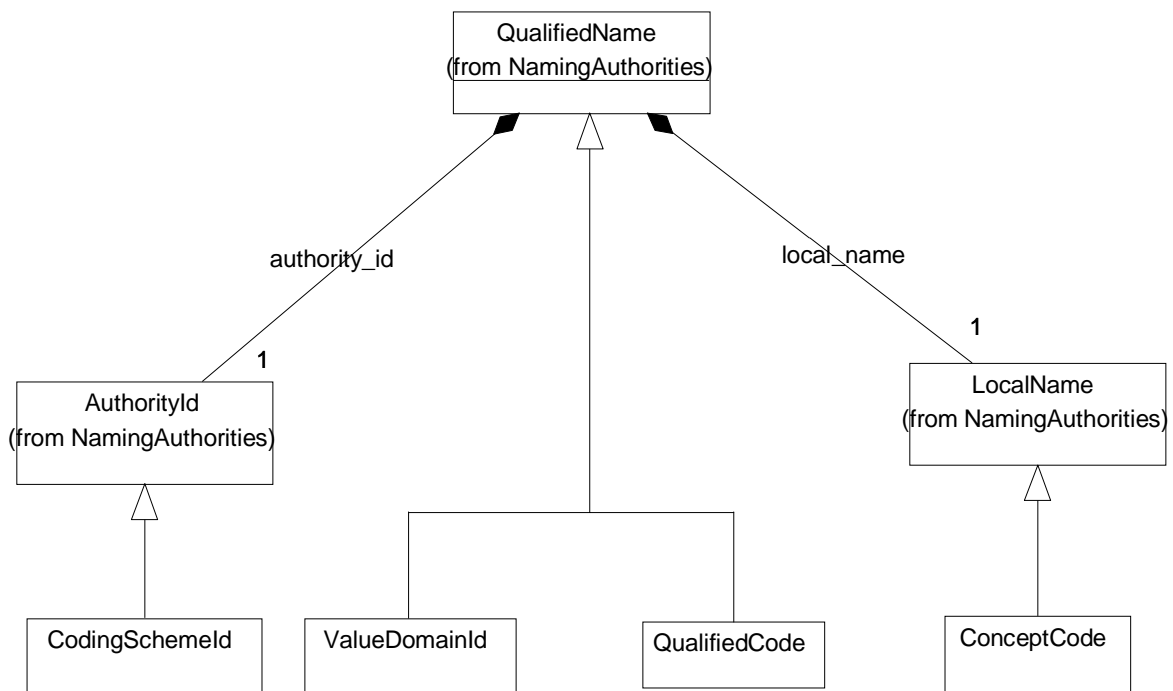 QualifiedName
(from NamingAuthorities)
authority_id
local_name
1
1
AuthorityId
(from NamingAuthorities)
LocalName
(from NamingAuthorities)
CodingSchemeId
ValueDomainId
QualifiedCode
ConceptCode